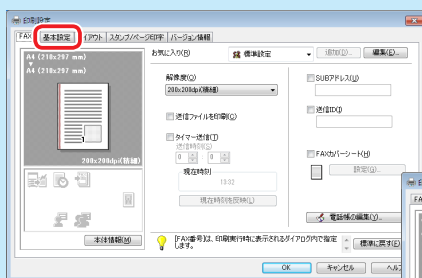 印刷設定
FAX 基本設定 イアウト スタンプ/ページ印字 バージョン情報
A4 (210x297 mm)
A4 (210x297 mm)
200x200dpi(精細)
本体情報(M)
お気に入り(B) 標準設定 追加(D)... 編集(E)...
解像度(Q)
200x200dpi(精細)
送信ファイルを印刷(C)
タイマー送信(T)
送信時刻(S)
0 : 0
現在時刻
13:32
現在時刻を反映(L)
SUBアドレス(U)
送信ID(J)
FAXカバーシート(H)
設定(G)...
電話帳の編集(Y)...
[FAX番号]は、印刷実行時に表示されるダイアログ内で指定します。
標準に戻す(E)
OK キャンセル ヘル
FA